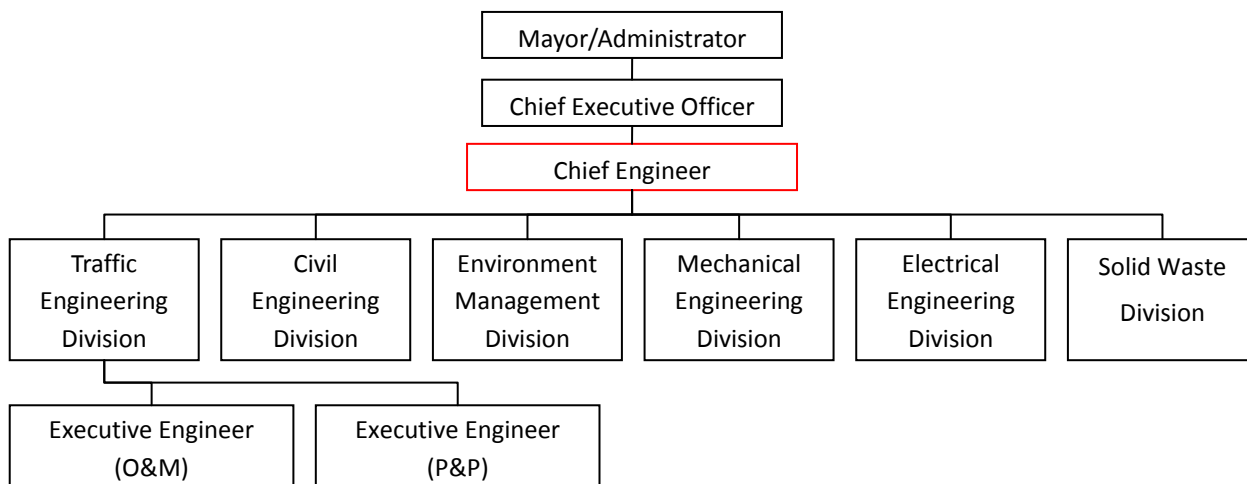 Mayor/Administrator
Chief Executive Officer
Chief Engineer
Traffic
Engineering
Division
Civil
Engineering
Division
Environment
Management
Division
Mechanical
Engineering
Division
Electrical
Engineering
Division
Solid Waste
Division
Executive Engineer
(O&M)
Executive Engineer
(P&P)